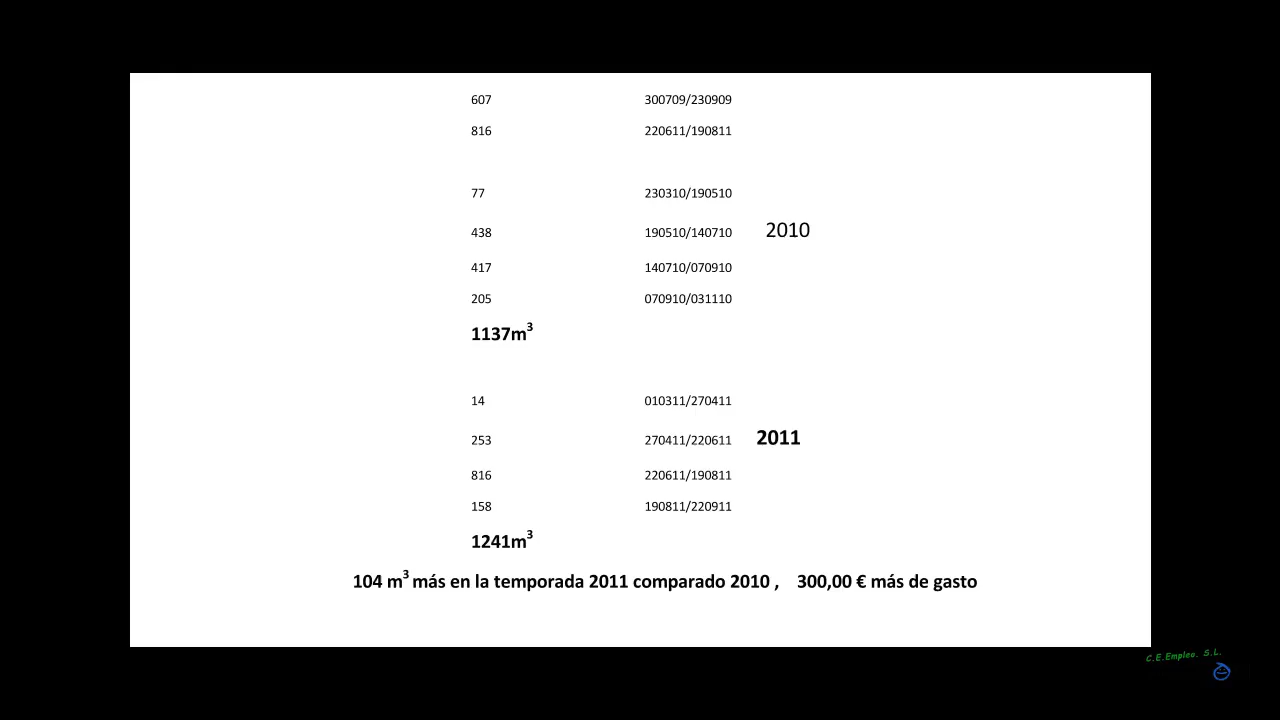 607 300709/230909
816 220611/190811
77 230310/190510
438 190510/140710 2010
417 140710/070910
205 070910/031110
1137m³
14 010311/270411
253 270411/220611 2011
816 220611/190811
158 190811/220911
1241m³
104 m³ más en la temporada 2011 comparado 2010 , 300,00 € más de gasto
C.E.Empleo. S.L.